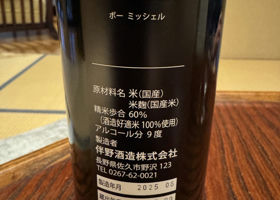 ボー ミッシェル
原材料名 米(国産)
米麹(国産米)
精米歩合 60%
(酒造好適米100%使用)
アルコール分 9度
製造者
伴野酒造株式会社
長野県佐久市野沢 123
TEL 0267-62-0021
製造年月 2025 05